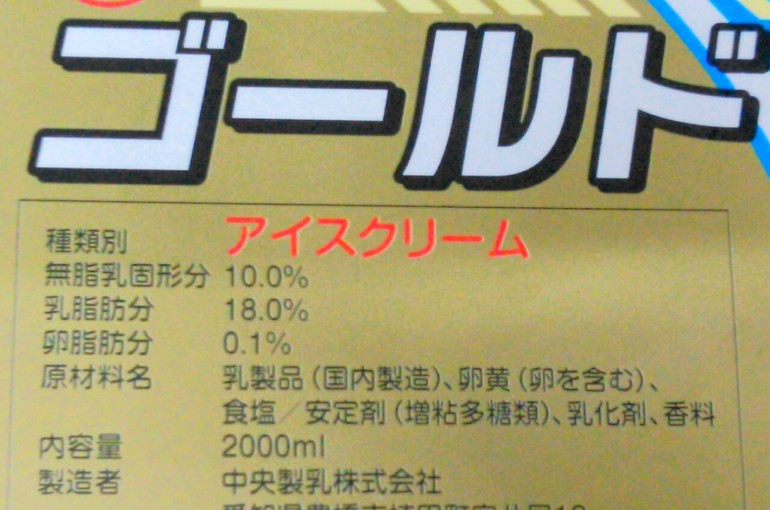 ゴールド
種類別 アイスクリーム
無脂乳固形分 10.0%
乳脂肪分 18.0%
卵脂肪分 0.1%
原材料名 乳製品(国内製造)、卵黄(卵を含む)、
食塩/安定剤(増粘多糖類)、乳化剤、香料
内容量 2000ml
製造者 中央製乳株式会社